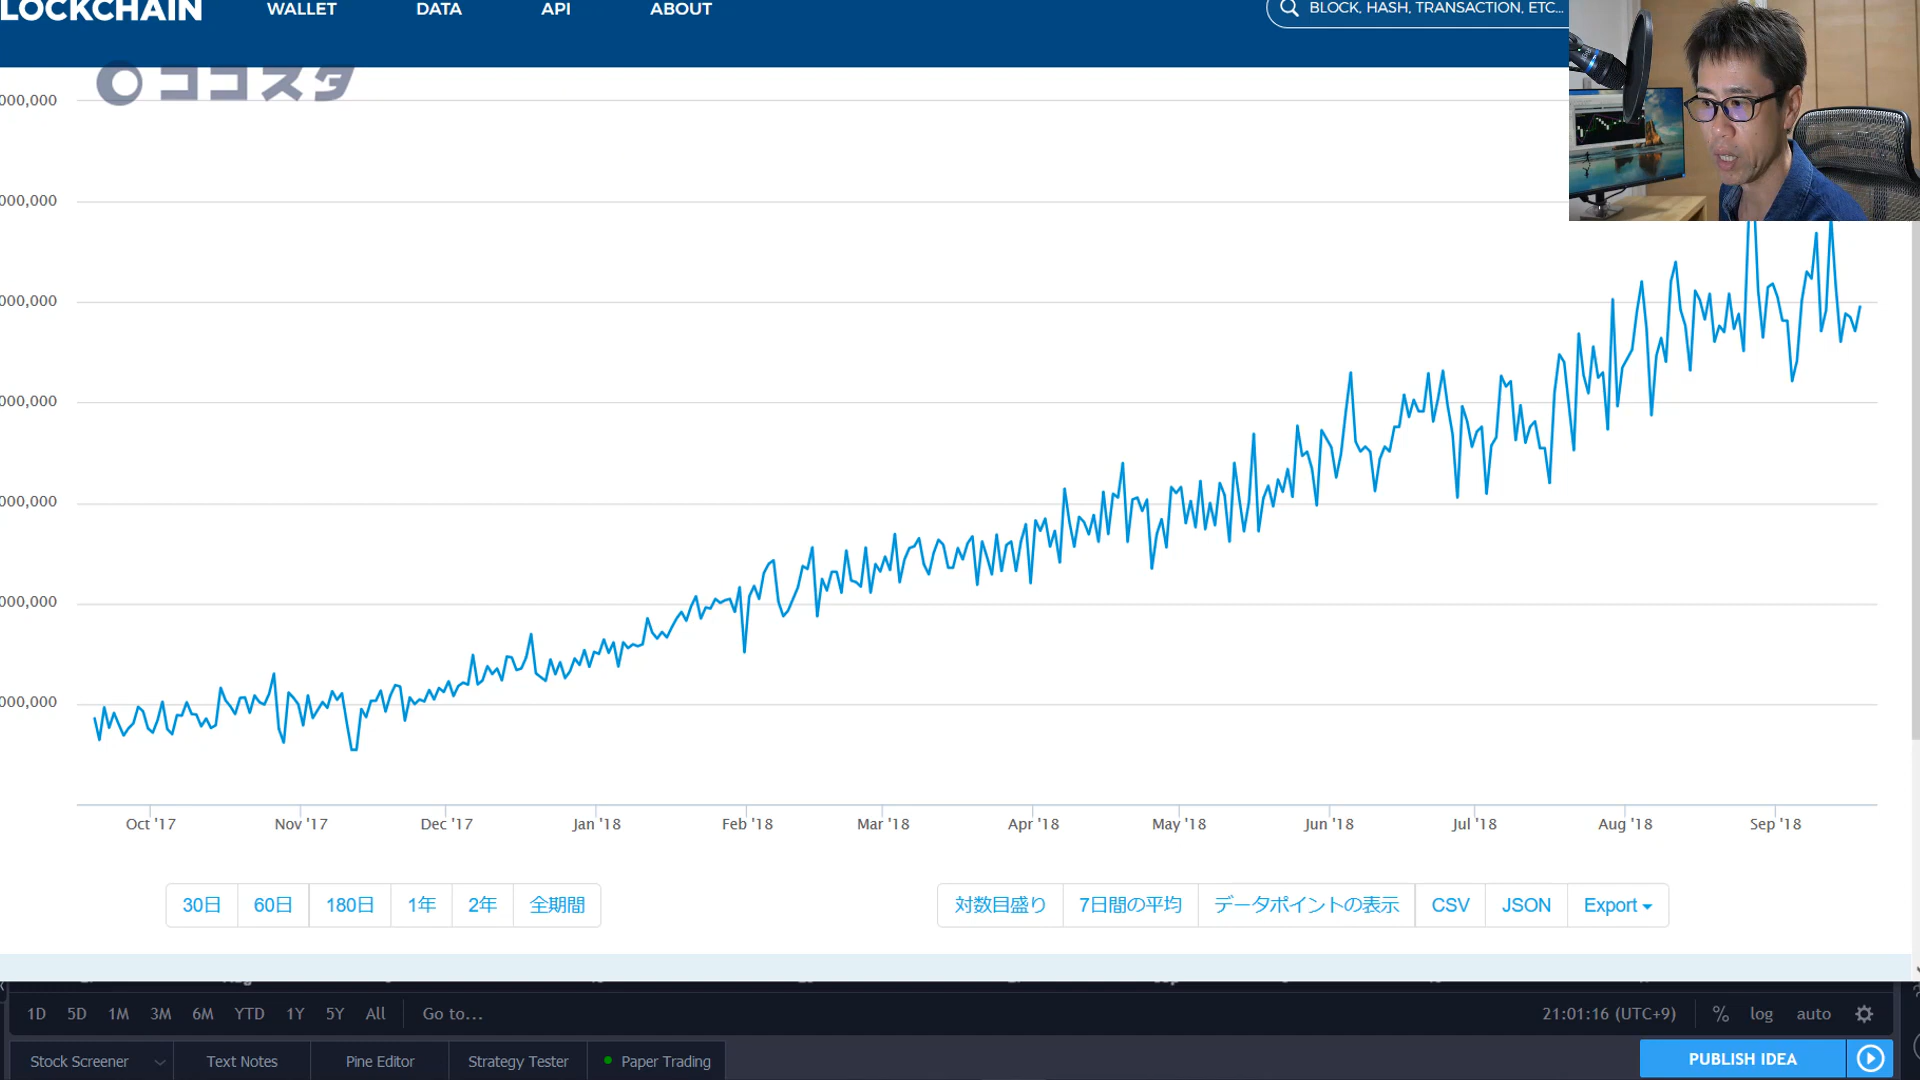 LOCKCHAIN WALLET DATA API ABOUT BLOCK, HASH, TRANSACTION, ETC...
ココスタ
000,000
000,000
000,000
000,000
000,000
000,000
000,000
Oct '17 Nov '17 Dec '17 Jan '18 Feb '18 Mar '18 Apr '18 May '18 Jun '18 Jul '18 Aug '18 Sep '18
30日 60日 180日 1年 2年 全期間 対数目盛り 7日間の平均 データポイントの表示 CSV JSON Export
1D 5D 1M 3M 6M YTD 1Y 5Y All Go to... 21:01:16 (UTC+9) % log auto
Stock Screener Text Notes Pine Editor Strategy Tester Paper Trading PUBLISH IDEA